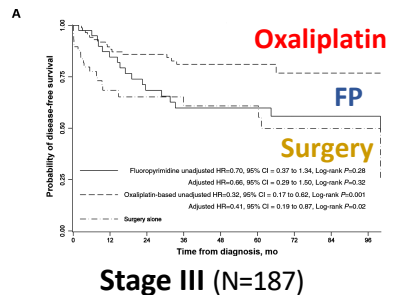 A
Oxaliplatin
FP
Surgery
Probability of disease-free survival
1.00
0.75
0.50
0.25
0.00
Fluoropyrimidine unadjusted HR=0.70, 95% CI = 0.37 to 1.34, Log-rank P=0.28
Adjusted HR=0.66, 95% CI = 0.29 to 1.50, Log-rank P=0.32
Oxaliplatin-based unadjusted HR=0.32, 95% CI = 0.17 to 0.62, Log-rank P=0.001
Adjusted HR=0.41, 95% CI = 0.19 to 0.87, Log-rank P=0.02
Surgery alone
0 12 24 36 48 60 72 84 96
Time from diagnosis, mo
Stage III (N=187)